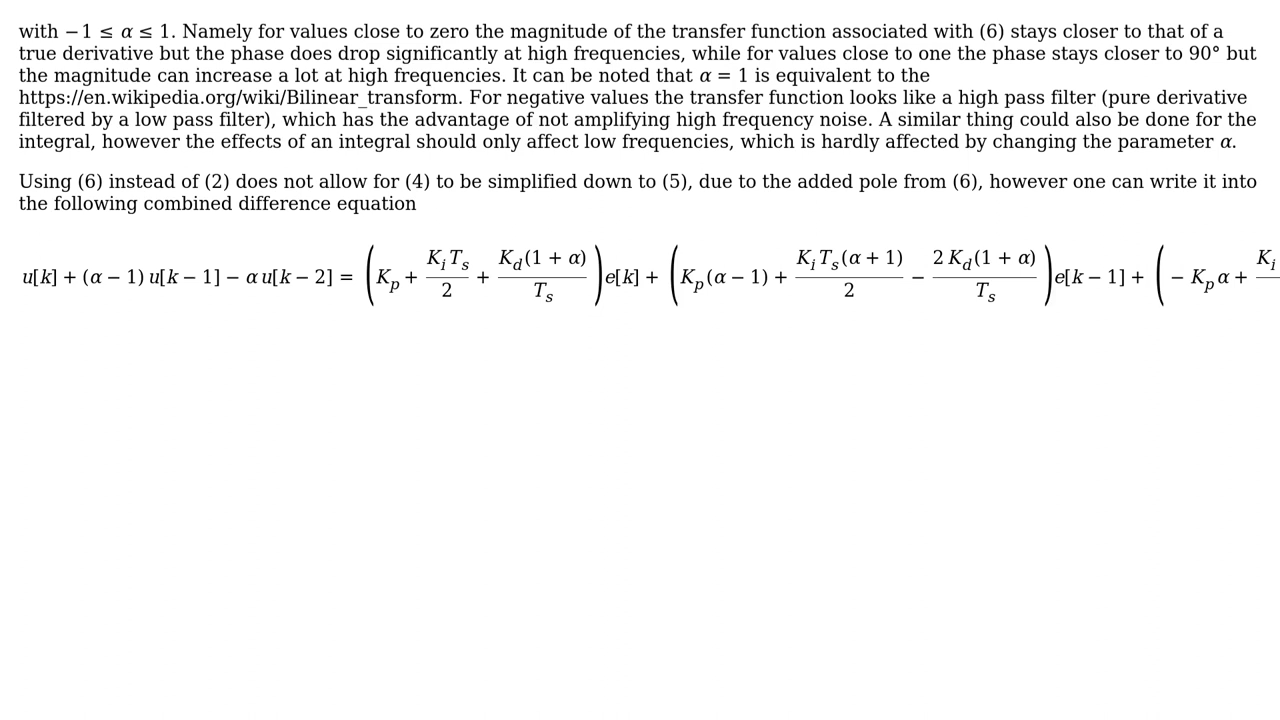 with −1 ≤ α ≤ 1. Namely for values close to zero the magnitude of the transfer function associated with (6) stays closer to that of a
true derivative but the phase does drop significantly at high frequencies, while for values close to one the phase stays closer to 90° but
the magnitude can increase a lot at high frequencies. It can be noted that α = 1 is equivalent to the
https://en.wikipedia.org/wiki/Bilinear_transform. For negative values the transfer function looks like a high pass filter (pure derivative
filtered by a low pass filter), which has the advantage of not amplifying high frequency noise. A similar thing could also be done for the
integral, however the effects of an integral should only affect low frequencies, which is hardly affected by changing the parameter α.
Using (6) instead of (2) does not allow for (4) to be simplified down to (5), due to the added pole from (6), however one can write it into
the following combined difference equation
u[k] + (α − 1) u[k − 1] − α u[k − 2] = (K_p + \frac{K_i T_s}{2} + \frac{K_d (1 + α)}{T_s}) e[k] + (K_p (α − 1) + \frac{K_i T_s (α + 1)}{2} − \frac{2 K_d (1 + α)}{T_s}) e[k − 1] + ( − K_p α + K_i